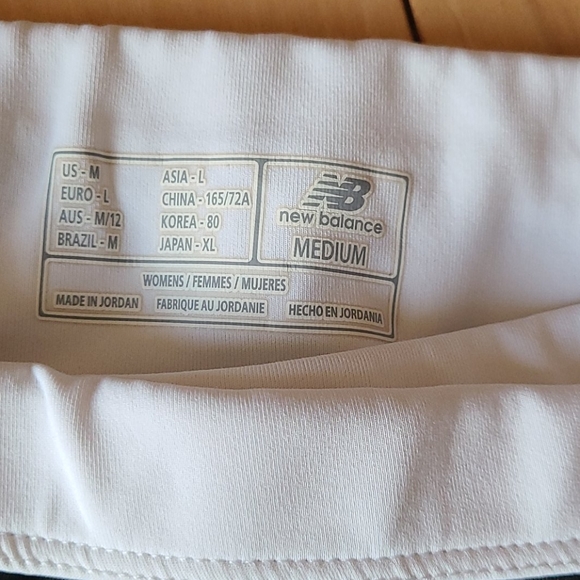 US - M
EURO - L
AUS - M/12
BRAZIL - M
ASIA - L
CHINA - 165/72A
KOREA - 80
JAPAN - XL
NB
new balance
MEDIUM
WOMENS / FEMMES / MUJERES
MADE IN JORDAN FABRIQUE AU JORDANIE HECHO EN JORDANIA